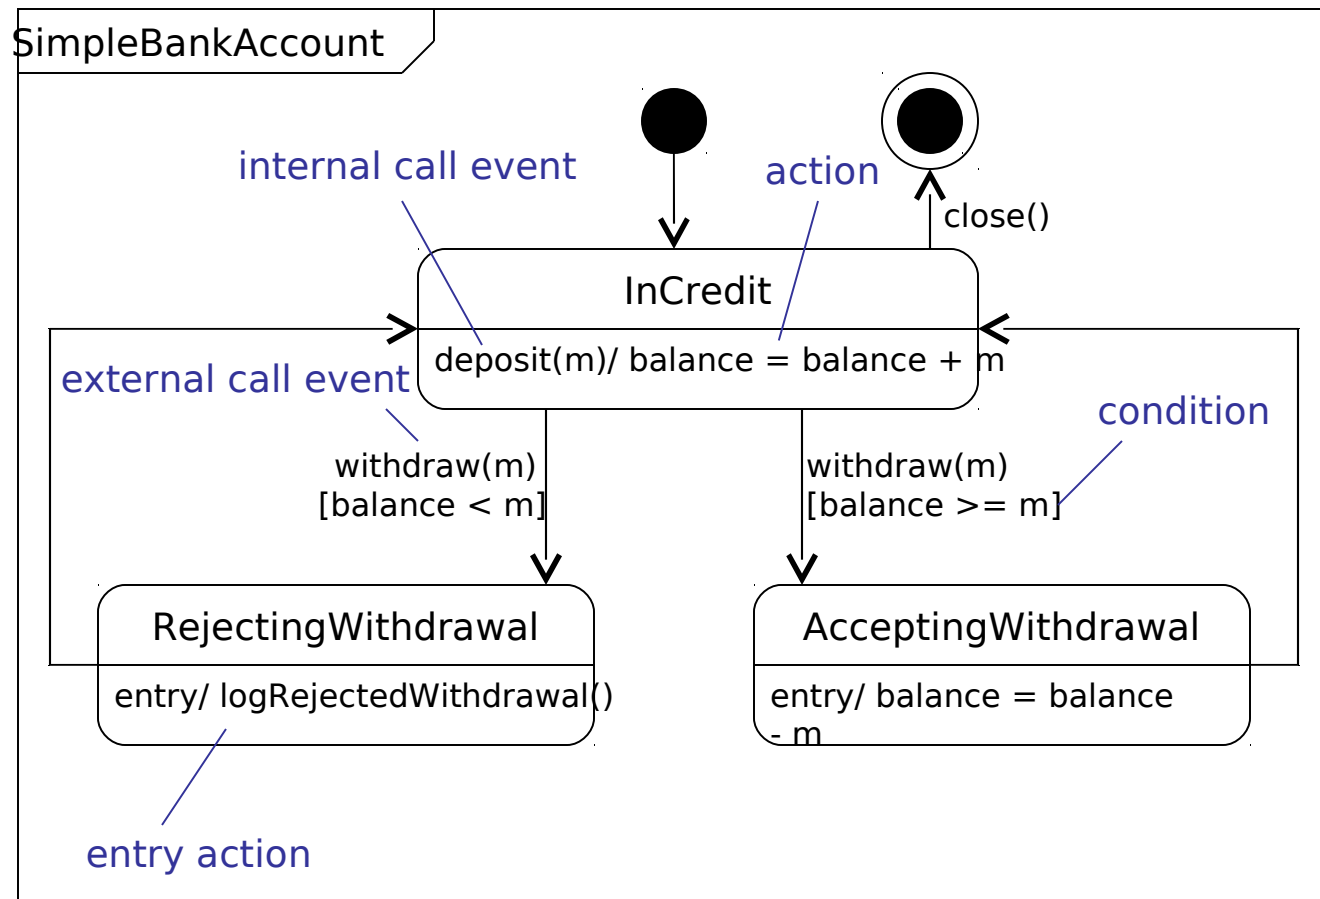 SimpleBankAccount
internal call event
action
close()
InCredit
deposit(m)/ balance = balance + m
external call event
condition
withdraw(m)
[balance < m]
withdraw(m)
[balance >= m]
RejectingWithdrawal
entry/ logRejectedWithdrawal()
AcceptingWithdrawal
entry/ balance = balance
- m
entry action